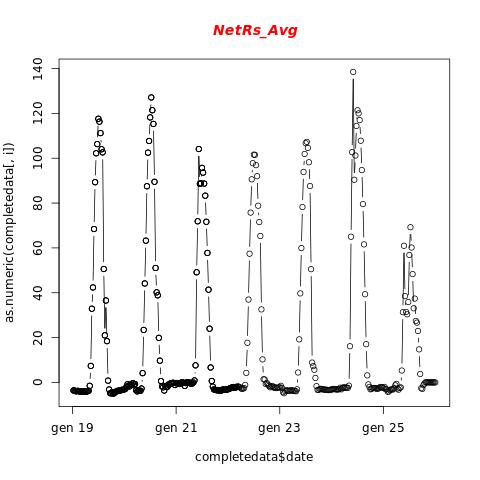 NetRs_Avg
as.numeric(completedata[, i])
140
120
100
80
60
40
20
0
gen 19
gen 21
gen 23
gen 25
completedata$date